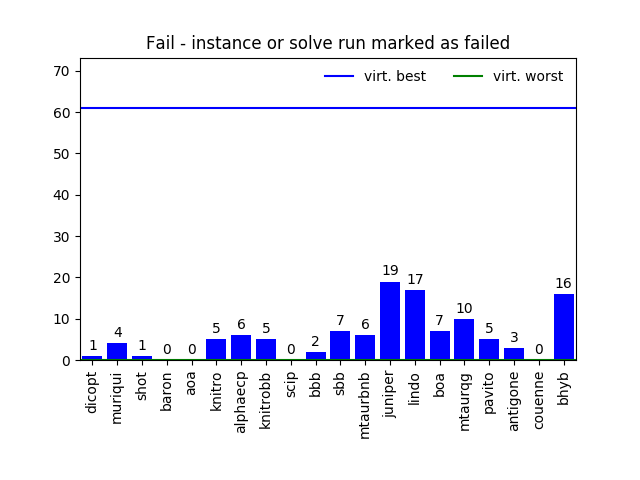 Fail - instance or solve run marked as failed
virt. best virt. worst
70
60
50
40
30
20
10
0
1 4 1 0 0 5 6 5 0 2 7 6 19 17 7 10 5 3 0 16
dicopt muriqui shot baron aoa knitro alphaecp knitrobb scip bbb sbb mtaurbnb juniper lindo boa mtaurqg pavito antigone couenne bhyb